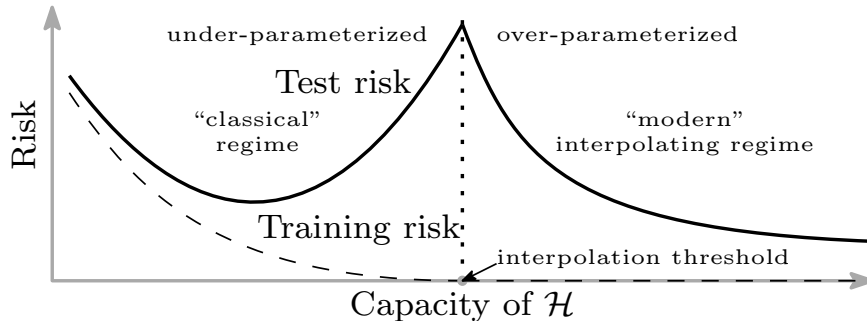 under-parameterized
over-parameterized
Test risk
“classical”
regime
“modern”
interpolating regime
Risk
Training risk
interpolation threshold
Capacity of ℋ